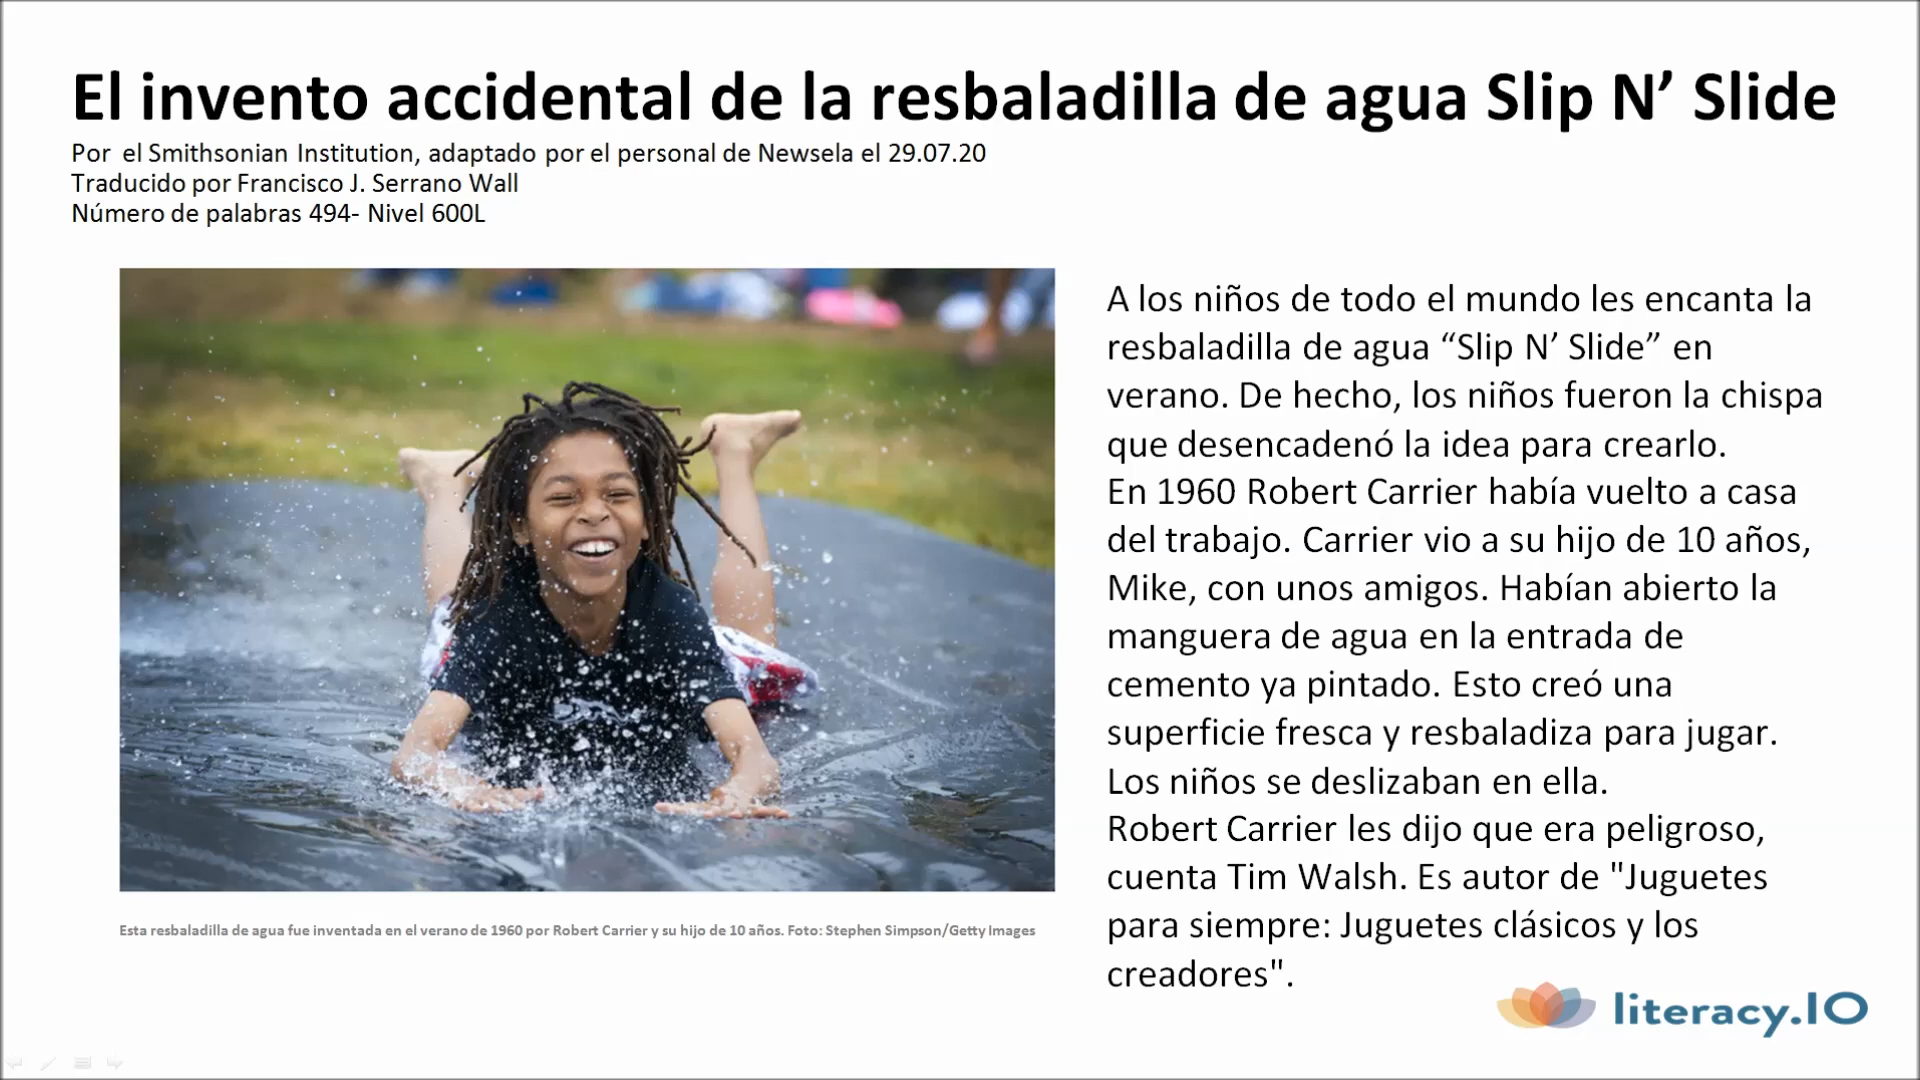 El invento accidental de la resbaladilla de agua Slip N’ Slide
Por el Smithsonian Institution, adaptado por el personal de Newsela el 29.07.20
Traducido por Francisco J. Serrano Wall
Número de palabras 494- Nivel 600L
A los niños de todo el mundo les encanta la
resbaladilla de agua “Slip N’ Slide” en
verano. De hecho, los niños fueron la chispa
que desencadenó la idea para crearlo.
En 1960 Robert Carrier había vuelto a casa
del trabajo. Carrier vio a su hijo de 10 años,
Mike, con unos amigos. Habían abierto la
manguera de agua en la entrada de
cemento ya pintado. Esto creó una
superficie fresca y resbaladiza para jugar.
Los niños se deslizaban en ella.
Robert Carrier les dijo que era peligroso,
cuenta Tim Walsh. Es autor de "Juguetes
para siempre: Juguetes clásicos y los
creadores".
Esta resbaladilla de agua fue inventada en el verano de 1960 por Robert Carrier y su hijo de 10 años. Foto: Stephen Simpson/Getty Images
literacy.IO